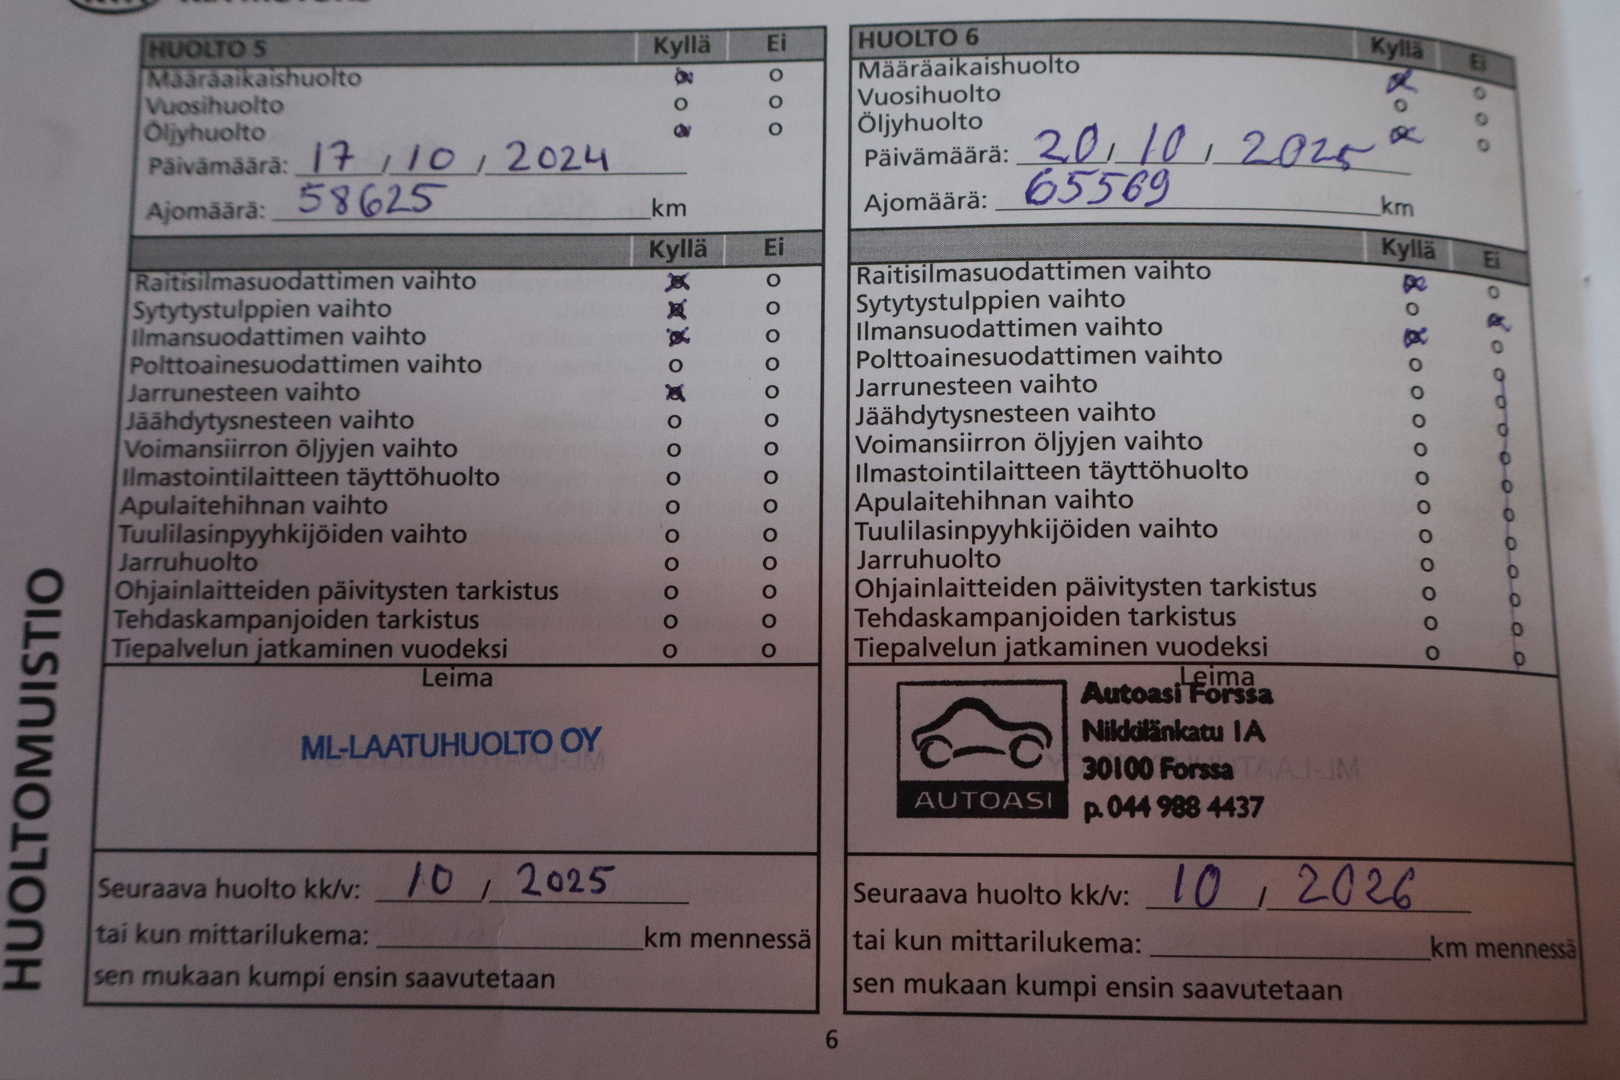 HUOLTOMUISTIO
HUOLTO 5 Kyllä Ei
Määräaikaishuolto
Vuosihuolto
Öljyhuolto
Päivämäärä: 17 / 10 / 2024
Ajomäärä: 58625 km
Kyllä Ei
Raitisilmasuodattimen vaihto
Sytytystulppien vaihto
Ilmansuodattimen vaihto
Polttoainesuodattimen vaihto
Jarrunesteen vaihto
Jäähdytysnesteen vaihto
Voimansiirron öljyjen vaihto
Ilmastointilaitteen täyttöhuolto
Apulaitehihnan vaihto
Tuulilasinpyyhkijöiden vaihto
Jarruhuolto
Ohjainlaitteiden päivitysten tarkistus
Tehdaskampanjoiden tarkistus
Tiepalvelun jatkaminen vuodeksi
Leima
ML-LAATUHUOLTO OY
Seuraava huolto kk/v: 10 / 2025
tai kun mittarilukema: km mennessä
sen mukaan kumpi ensin saavutetaan
HUOLTO 6 Kyllä Ei
Määräaikaishuolto
Vuosihuolto
Öljyhuolto
Päivämäärä: 20 / 10 / 2025
Ajomäärä: 65569 km
Kyllä Ei
Raitisilmasuodattimen vaihto
Sytytystulppien vaihto
Ilmansuodattimen vaihto
Polttoainesuodattimen vaihto
Jarrunesteen vaihto
Jäähdytysnesteen vaihto
Voimansiirron öljyjen vaihto
Ilmastointilaitteen täyttöhuolto
Apulaitehihnan vaihto
Tuulilasinpyyhkijöiden vaihto
Jarruhuolto
Ohjainlaitteiden päivitysten tarkistus
Tehdaskampanjoiden tarkistus
Tiepalvelun jatkaminen vuodeksi
Leima
AUTOASI
Autoasi Forssa
Nikkilänkatu 1A
30100 Forssa
p. 044 988 4437
Seuraava huolto kk/v: 10 / 2026
tai kun mittarilukema: km mennessä
sen mukaan kumpi ensin saavutetaan
6